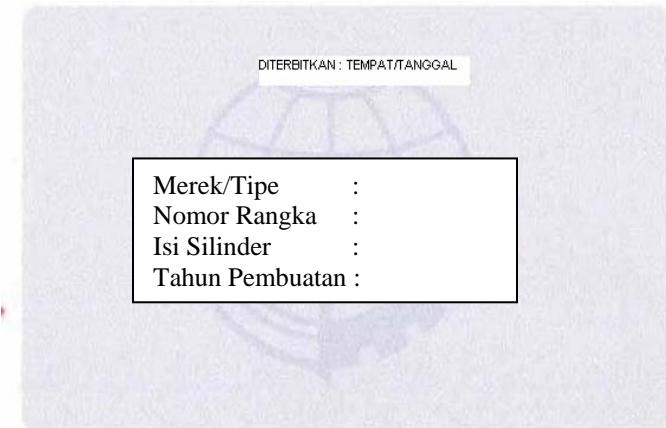 DITERBITKAN : TEMPAT/TANGGAL
Merek/Tipe :
Nomor Rangka :
Isi Silinder :
Tahun Pembuatan :